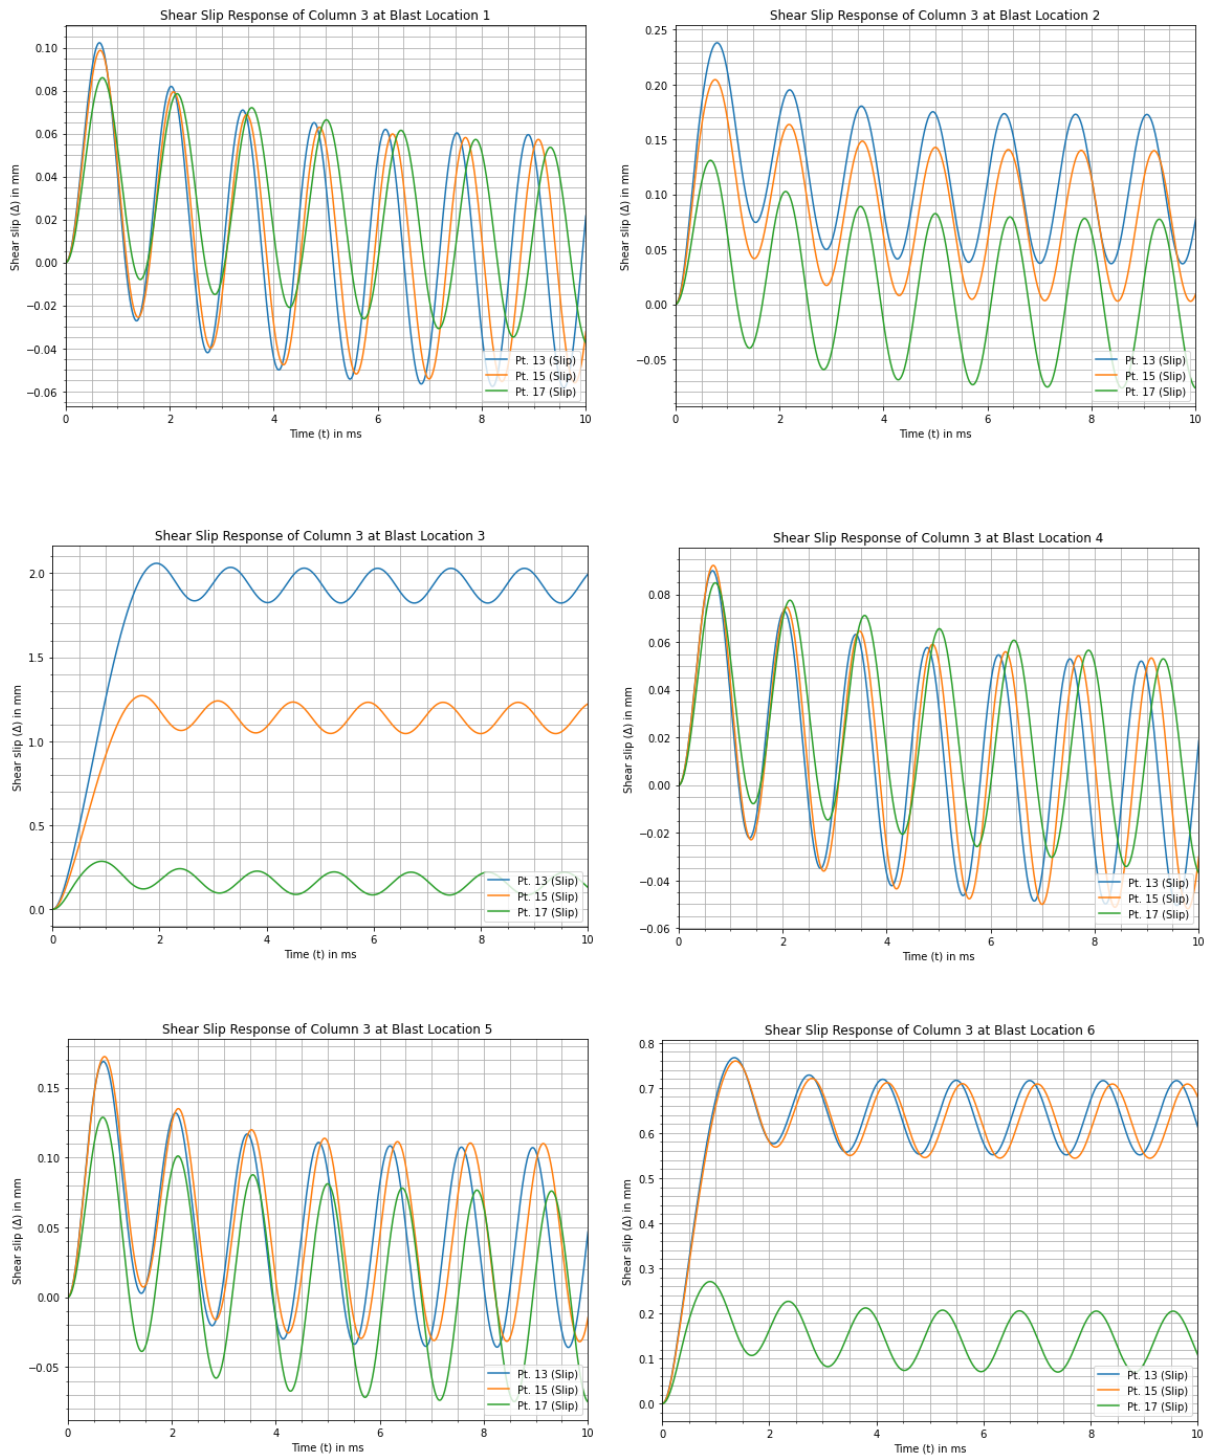 Shear Slip Response of Column 3 at Blast Location 1
0.10
0.08
0.06
0.04
0.02
0.00
−0.02
−0.04
−0.06
Shear slip (Δ) in mm
Pt. 13 (Slip)
Pt. 15 (Slip)
Pt. 17 (Slip)
0 2 4 6 8 10
Time (t) in ms
Shear Slip Response of Column 3 at Blast Location 2
0.25
0.20
0.15
0.10
0.05
0.00
−0.05
Shear slip (Δ) in mm
Pt. 13 (Slip)
Pt. 15 (Slip)
Pt. 17 (Slip)
0 2 4 6 8 10
Time (t) in ms
Shear Slip Response of Column 3 at Blast Location 3
2.0
1.5
1.0
0.5
0.0
Shear slip (Δ) in mm
Pt. 13 (Slip)
Pt. 15 (Slip)
Pt. 17 (Slip)
0 2 4 6 8 10
Time (t) in ms
Shear Slip Response of Column 3 at Blast Location 4
0.08
0.06
0.04
0.02
0.00
−0.02
−0.04
−0.06
Shear slip (Δ) in mm
Pt. 13 (Slip)
Pt. 15 (Slip)
Pt. 17 (Slip)
0 2 4 6 8 10
Time (t) in ms
Shear Slip Response of Column 3 at Blast Location 5
0.15
0.10
0.05
0.00
−0.05
Shear slip (Δ) in mm
Pt. 13 (Slip)
Pt. 15 (Slip)
Pt. 17 (Slip)
0 2 4 6 8 10
Time (t) in ms
Shear Slip Response of Column 3 at Blast Location 6
0.8
0.7
0.6
0.5
0.4
0.3
0.2
0.1
0.0
Shear slip (Δ) in mm
Pt. 13 (Slip)
Pt. 15 (Slip)
Pt. 17 (Slip)
0 2 4 6 8 10
Time (t) in ms